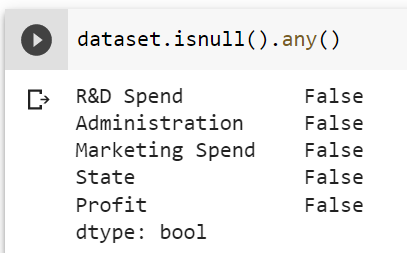 dataset.isnull().any()
R&D Spend False
Administration False
Marketing Spend False
State False
Profit False
dtype: bool